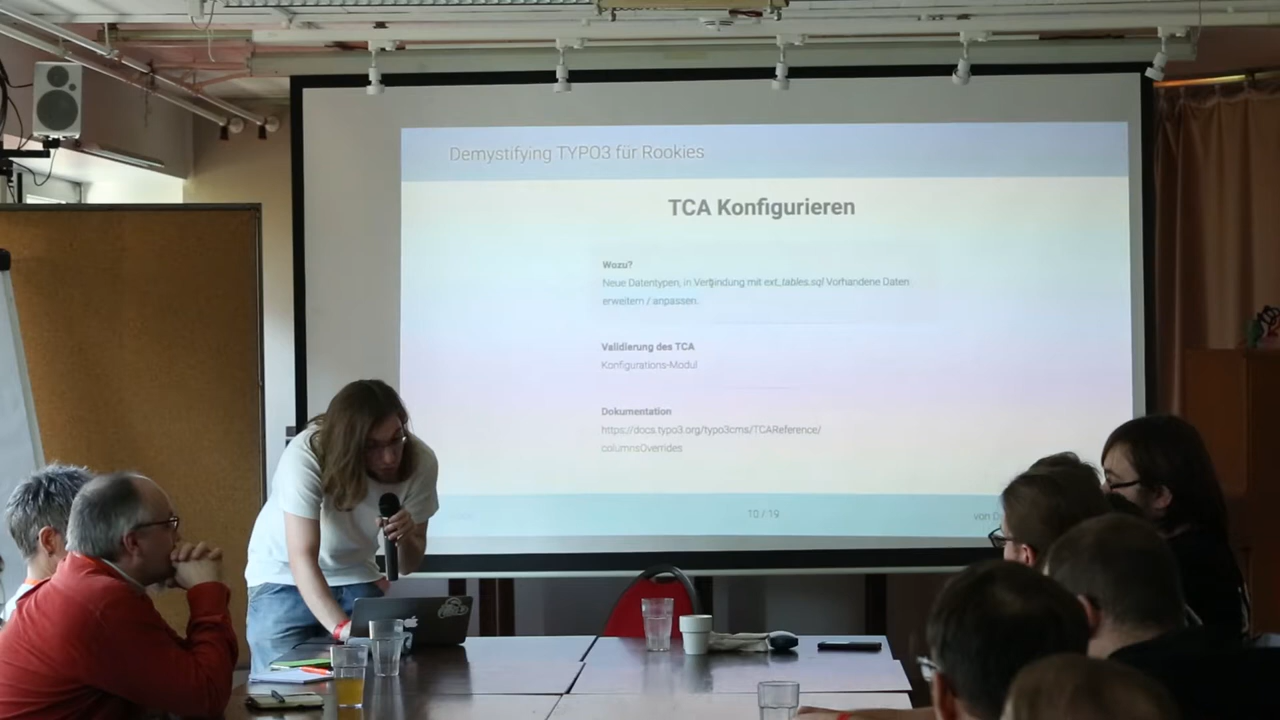 Demystifying TYPO3 für Rookies
TCA Konfigurieren
Wozu?
Neue Datentypen, in Verbindung mit ext_tables.sql Vorhandene Daten
erweitern / anpassen.
Validierung des TCA
Konfigurations-Modul
Dokumentation
https://docs.typo3.org/typo3cms/TCAReference/
columnsOverrides
10 / 19
von